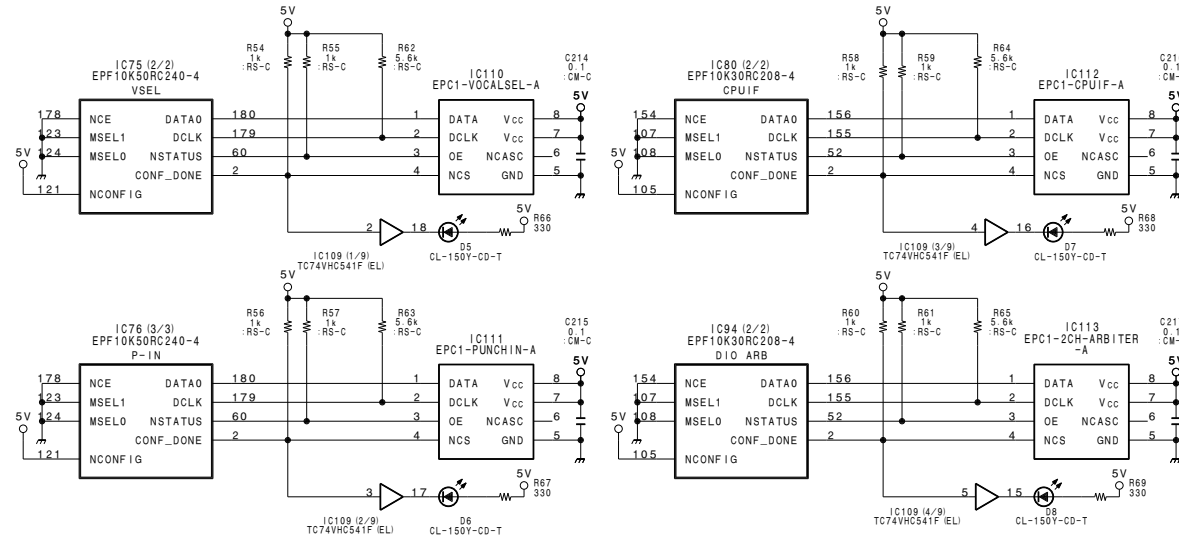 5V
R54
1k
:RS-C
R55
1k
:RS-C
R62
5.6k
:RS-C
C214
0.1
:CM-C
5V
IC75 (2/2)
EPF10K50RC240-4
VSEL
IC110
EPC1-VOCALSEL-A
178 NCE DATA0 180 1 DATA Vcc 8
123 MSEL1 DCLK 179 2 DCLK Vcc 7
124 MSEL0 NSTATUS 60 3 OE NCASC 6
CONF_DONE 2 4 NCS GND 5
5V
121 NCONFIG
2 18
5V
R66
330
IC109 (1/9)
TC74VHC541F (EL)
D5
CL-150Y-CD-T
5V
R58
1k
:RS-C
R59
1k
:RS-C
R64
5.6k
:RS-C
0.1
5V
IC80 (2/2)
EPF10K30RC208-4
CPUIF
IC112
EPC1-CPUIF-A
154 NCE DATA0 156 1 DATA Vcc 8
107 MSEL1 DCLK 155 2 DCLK Vcc 7
108 MSEL0 NSTATUS 52 3 OE NCASC 6
CONF_DONE 2 4 NCS GND 5
5V
105 NCONFIG
4 16
5V
R68
330
IC109 (3/9)
TC74VHC541F (EL)
D7
CL-150Y-CD-T
5V
R56
1k
:RS-C
R57
1k
:RS-C
R63
5.6k
:RS-C
C215
0.1
:CM-C
5V
IC76 (3/3)
EPF10K50RC240-4
P-IN
IC111
EPC1-PUNCHIN-A
178 NCE DATA0 180 1 DATA Vcc 8
123 MSEL1 DCLK 179 2 DCLK Vcc 7
124 MSEL0 NSTATUS 60 3 OE NCASC 6
CONF_DONE 2 4 NCS GND 5
5V
121 NCONFIG
3 17
5V
R67
330
IC109 (2/9)
TC74VHC541F (EL)
D6
CL-150Y-CD-T
5V
R60
1k
:RS-C
R61
1k
:RS-C
R65
5.6k
:RS-C
0.1
5V
IC94 (2/2)
EPF10K30RC208-4
DIO ARB
IC113
EPC1-2CH-ARBITER
-A
154 NCE DATA0 156 1 DATA Vcc 8
107 MSEL1 DCLK 155 2 DCLK Vcc 7
108 MSEL0 NSTATUS 52 3 OE NCASC 6
CONF_DONE 2 4 NCS GND 5
5V
105 NCONFIG
5 15
5V
R69
330
IC109 (4/9)
TC74VHC541F (EL)
D8
CL-150Y-CD-T